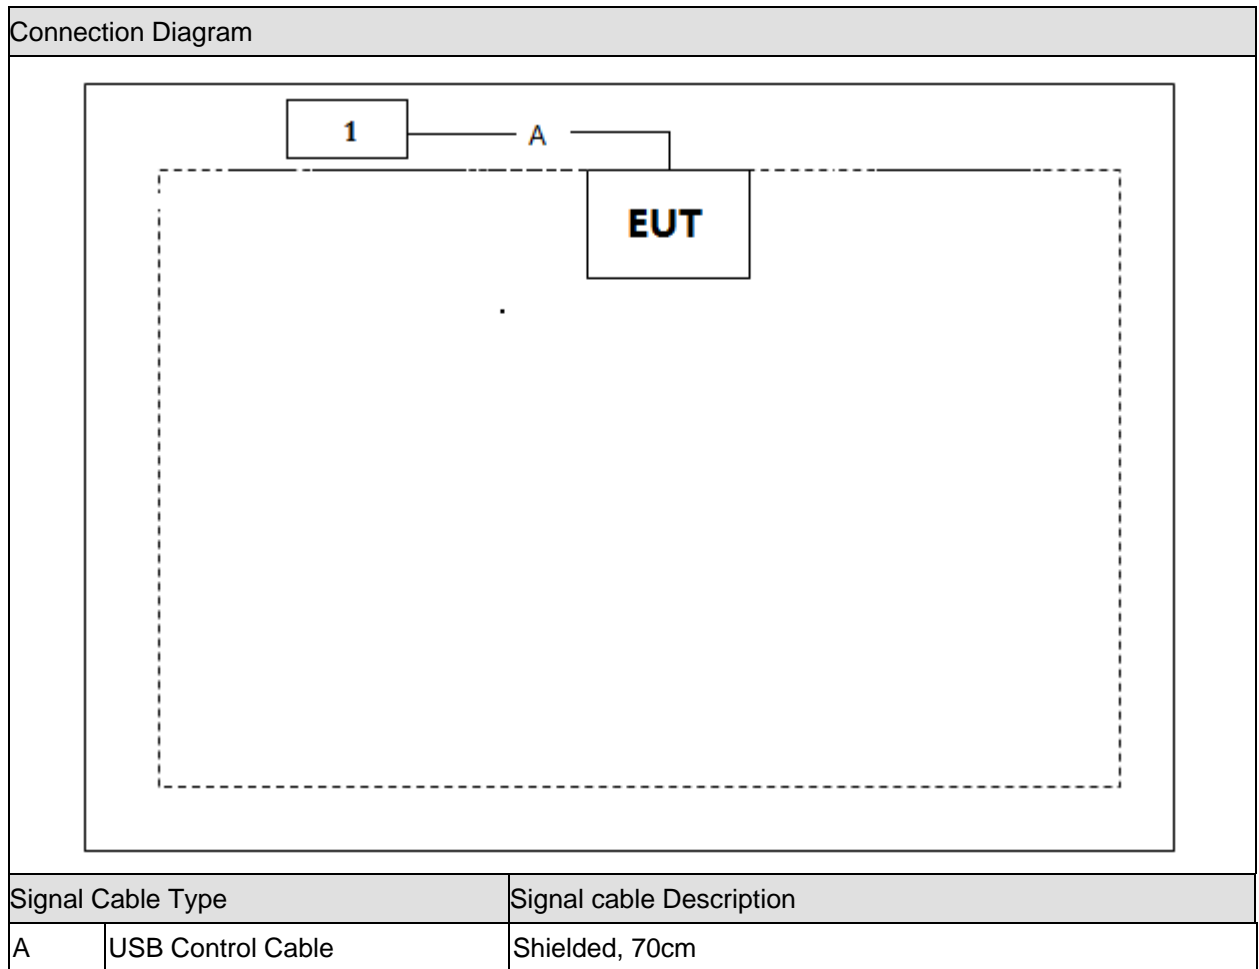 Connection Diagram
1
A
EUT
Signal Cable Type Signal cable Description
A USB Control Cable Shielded, 70cm